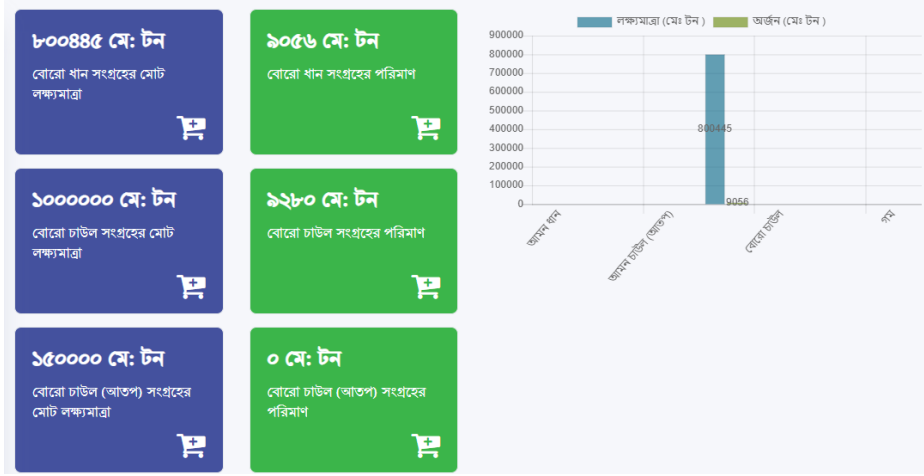 ৮০০৪৪৫ মে: টন
বোরো ধান সংগ্রহের মোট
লক্ষ্যমাত্রা
৯০৫৬ মে: টন
বোরো ধান সংগ্রহের পরিমাণ
১০০০০০০ মে: টন
বোরো চাউল সংগ্রহের মোট
লক্ষ্যমাত্রা
৯২৮০ মে: টন
বোরো চাউল সংগ্রহের পরিমাণ
১৫০০০০ মে: টন
বোরো চাউল (আতপ) সংগ্রহের
মোট লক্ষ্যমাত্রা
০ মে: টন
বোরো চাউল (আতপ) সংগ্রহের
পরিমাণ
লক্ষ্যমাত্রা (মেঃ টন ) অর্জন (মেঃ টন )
900000
800000
700000
600000
500000
400000
300000
200000
100000
0
800445
9056
আমন ধান
আমন চাউল (আতপ)
বোরো চাউল
গম